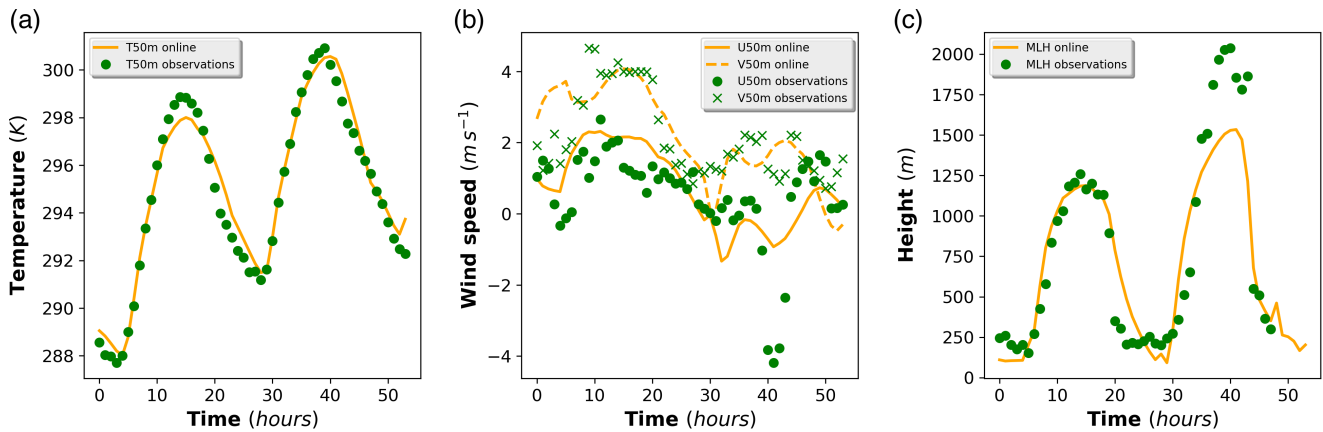 (a)
T50m online
T50m observations
300
298
296
294
292
290
288
Temperature (K)
0 10 20 30 40 50
Time (hours)
(b)
U50m online
V50m online
U50m observations
V50m observations
4
2
0
−2
−4
Wind speed (m s⁻¹)
0 10 20 30 40 50
Time (hours)
(c)
MLH online
MLH observations
2000
1750
1500
1250
1000
750
500
250
0
Height (m)
0 10 20 30 40 50
Time (hours)